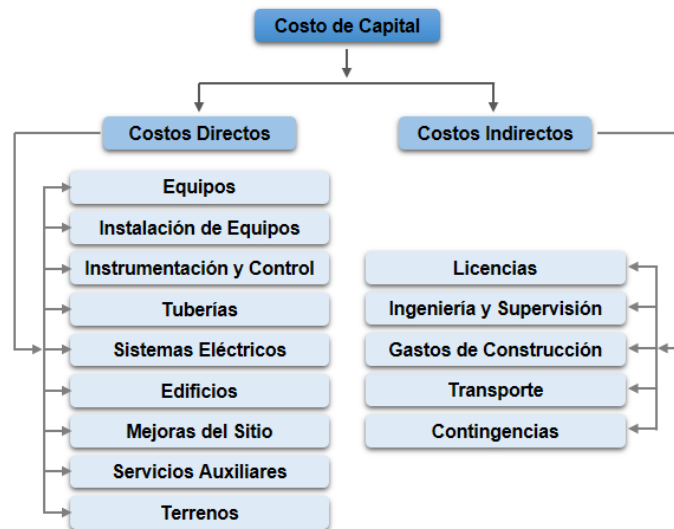 Costo de Capital
Costos Directos
Costos Indirectos
Equipos
Instalación de Equipos
Instrumentación y Control
Tuberías
Sistemas Eléctricos
Edificios
Mejoras del Sitio
Servicios Auxiliares
Terrenos
Licencias
Ingeniería y Supervisión
Gastos de Construcción
Transporte
Contingencias